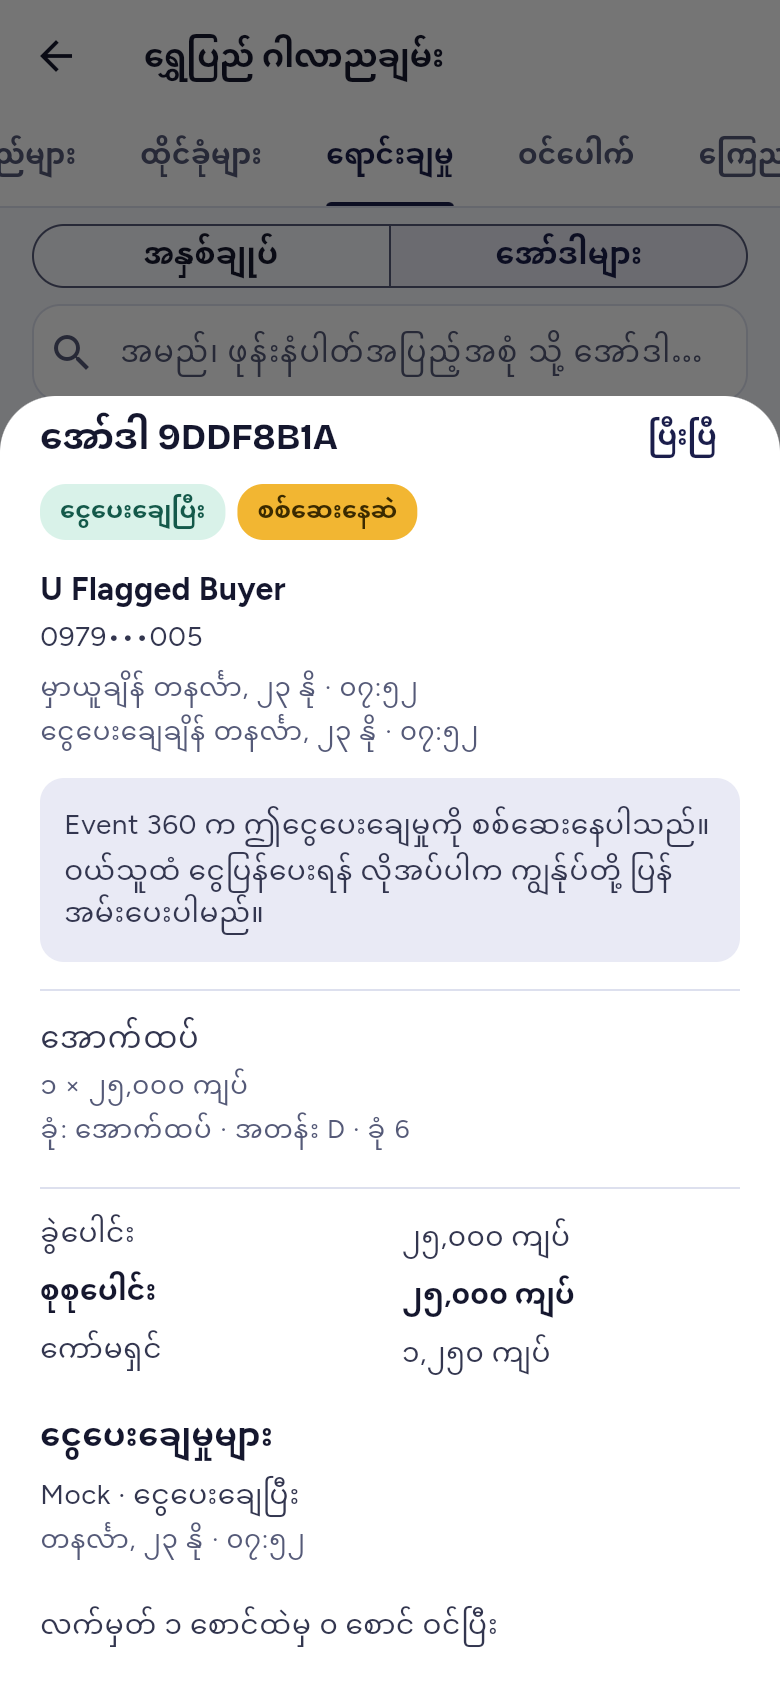 ရွှေပြည် ဂါလာညချမ်း
ည်များ ထိုင်ခုံများ ရောင်းချမှု ဝင်ပေါက် ကြေည
အနှစ်ချုပ် အော်ဒါများ
အမည်၊ ဖုန်းနံပါတ်အပြည့်အစုံ သို့ အော်ဒါ...
အော်ဒါ 9DDF8B1A ပြီးပြီ
ငွေပေးချေပြီး စစ်ဆေးနေဆဲ
U Flagged Buyer
0979•••005
မှာယူချိန် တနင်္လာ, ၂၃ နို · ၀၇:၅၂
ငွေပေးချေချိန် တနင်္လာ, ၂၃ နို · ၀၇:၅၂
Event 360 က ဤငွေပေးချေမှုကို စစ်ဆေးနေပါသည်။
ဝယ်သူထံ ငွေပြန်ပေးရန် လိုအပ်ပါက ကျွန်ုပ်တို့ ပြန်
အမ်းပေးပါမည်။
အောက်ထပ်
၁ × ၂၅,၀၀၀ ကျပ်
ခုံ: အောက်ထပ် · အတန်း D · ခုံ 6
ခွဲပေါင်း ၂၅,၀၀၀ ကျပ်
စုစုပေါင်း ၂၅,၀၀၀ ကျပ်
ကော်မရှင် ၁,၂၅၀ ကျပ်
ငွေပေးချေမှုများ
Mock · ငွေပေးချေပြီး
တနင်္လာ, ၂၃ နို · ၀၇:၅၂
လက်မှတ် ၁ စောင်ထဲမှ ၀ စောင် ဝင်ပြီး